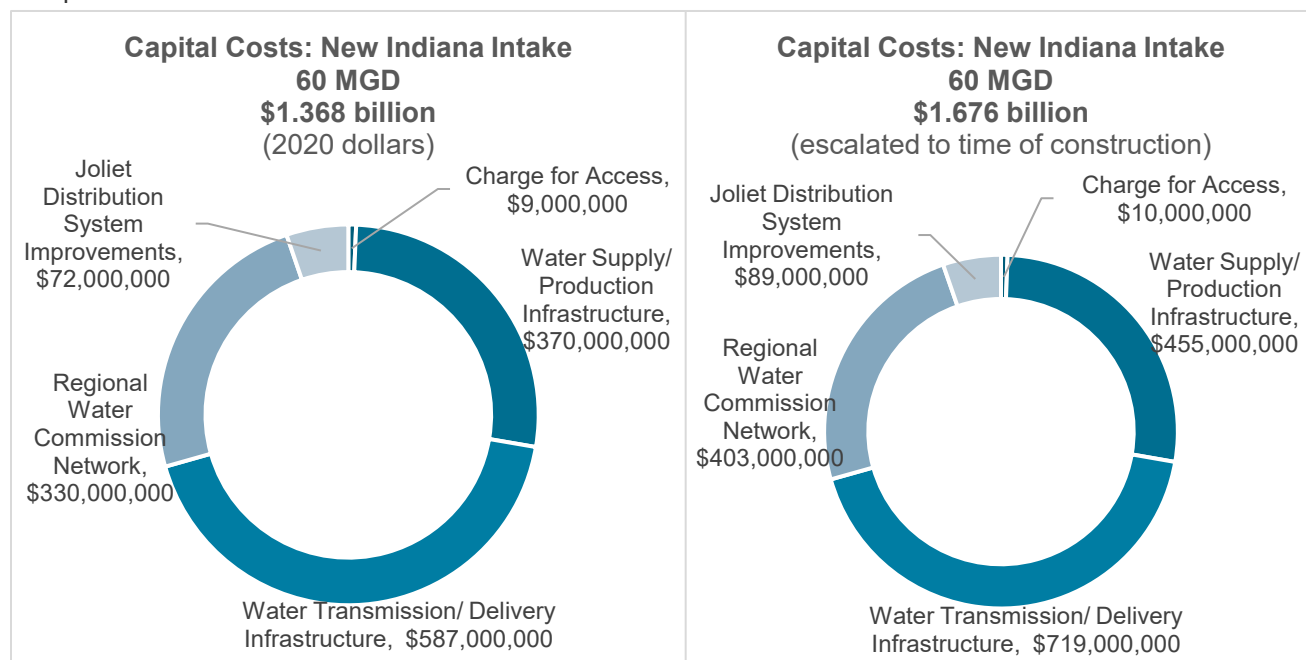 Capital Costs: New Indiana Intake
60 MGD
$1.368 billion
(2020 dollars)
Joliet
Distribution
System
Improvements,
$72,000,000
Charge for Access,
$9,000,000
Water Supply/
Production
Infrastructure,
$370,000,000
Regional
Water
Commission
Network,
$330,000,000
Water Transmission/ Delivery
Infrastructure, $587,000,000
Capital Costs: New Indiana Intake
60 MGD
$1.676 billion
(escalated to time of construction)
Joliet Distribution
System
Improvements,
$89,000,000
Charge for Access,
$10,000,000
Water Supply/
Production
Infrastructure,
$455,000,000
Regional
Water
Commission
Network,
$403,000,000
Water Transmission/ Delivery
Infrastructure, $719,000,000